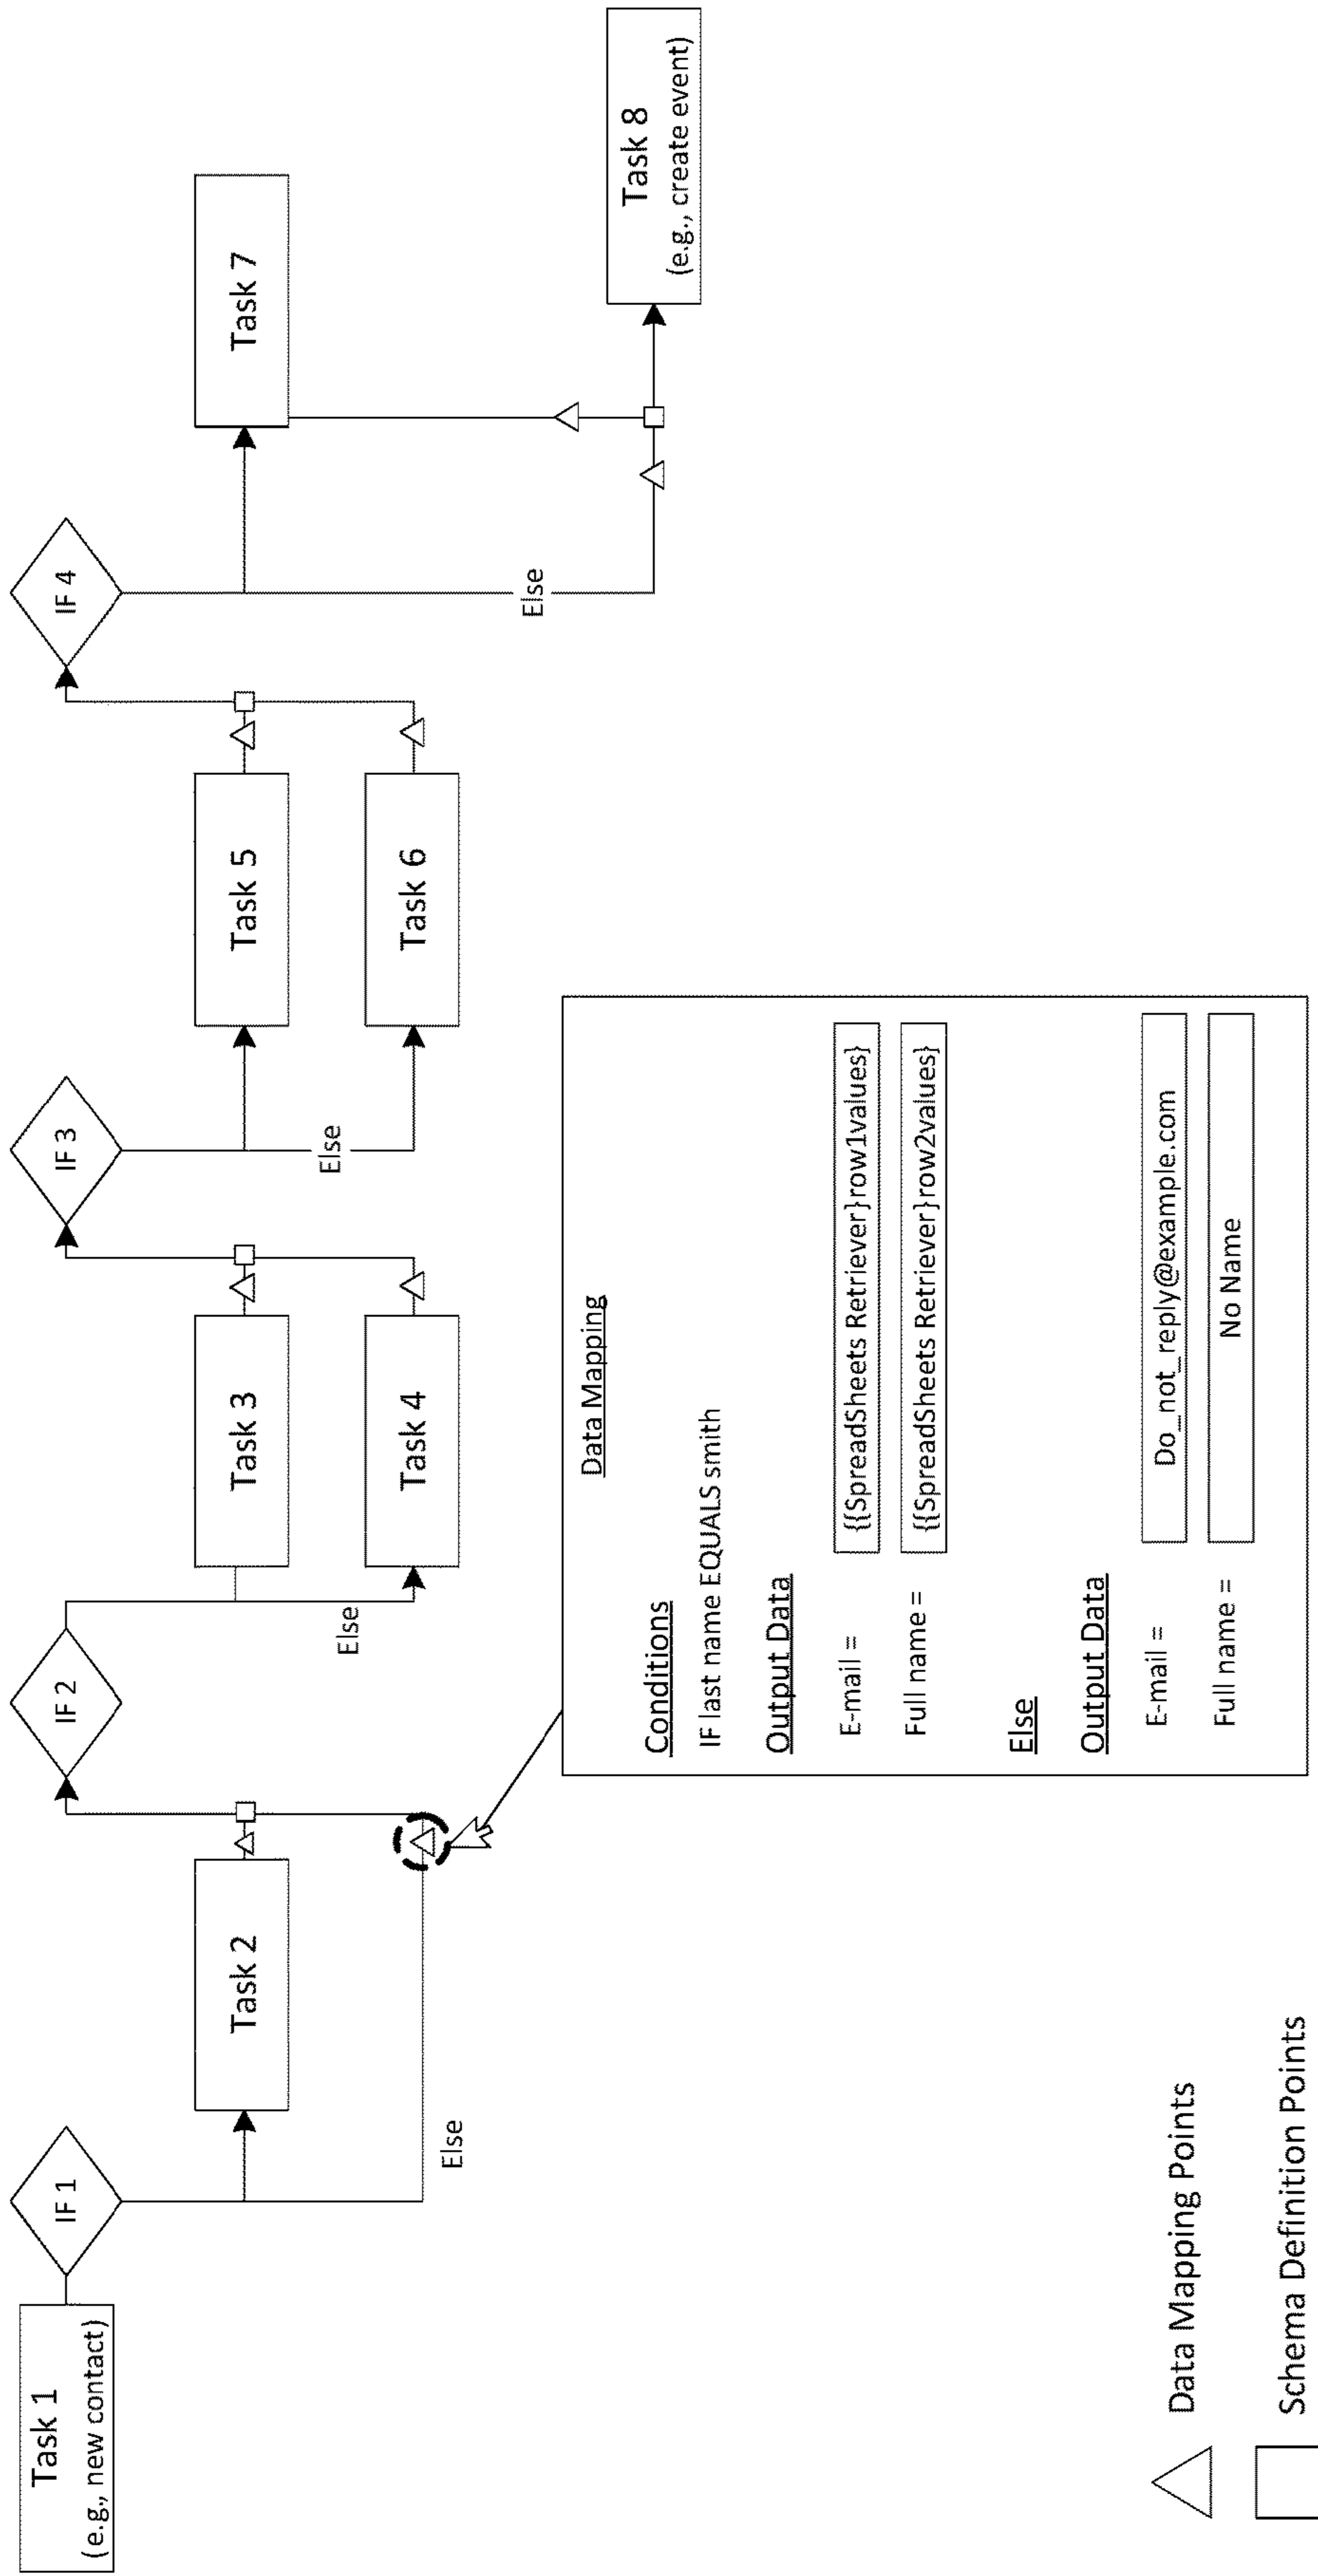 Task 1
(e.g., new contact)
IF 1
Else
Task 2
IF 2
Else
Task 3
Task 4
IF 3
Else
Task 5
Task 6
IF 4
Else
Task 7
Task 8
(e.g., create event)
Data Mapping
Conditions
IF last name EQUALS smith
Output Data
E-mail = {{SpreadSheets Retriever}row1values}
Full name = {{SpreadSheets Retriever}row2values}
Else
Output Data
E-mail = Do_not_reply@example.com
Full name = No Name
Data Mapping Points
Schema Definition Points